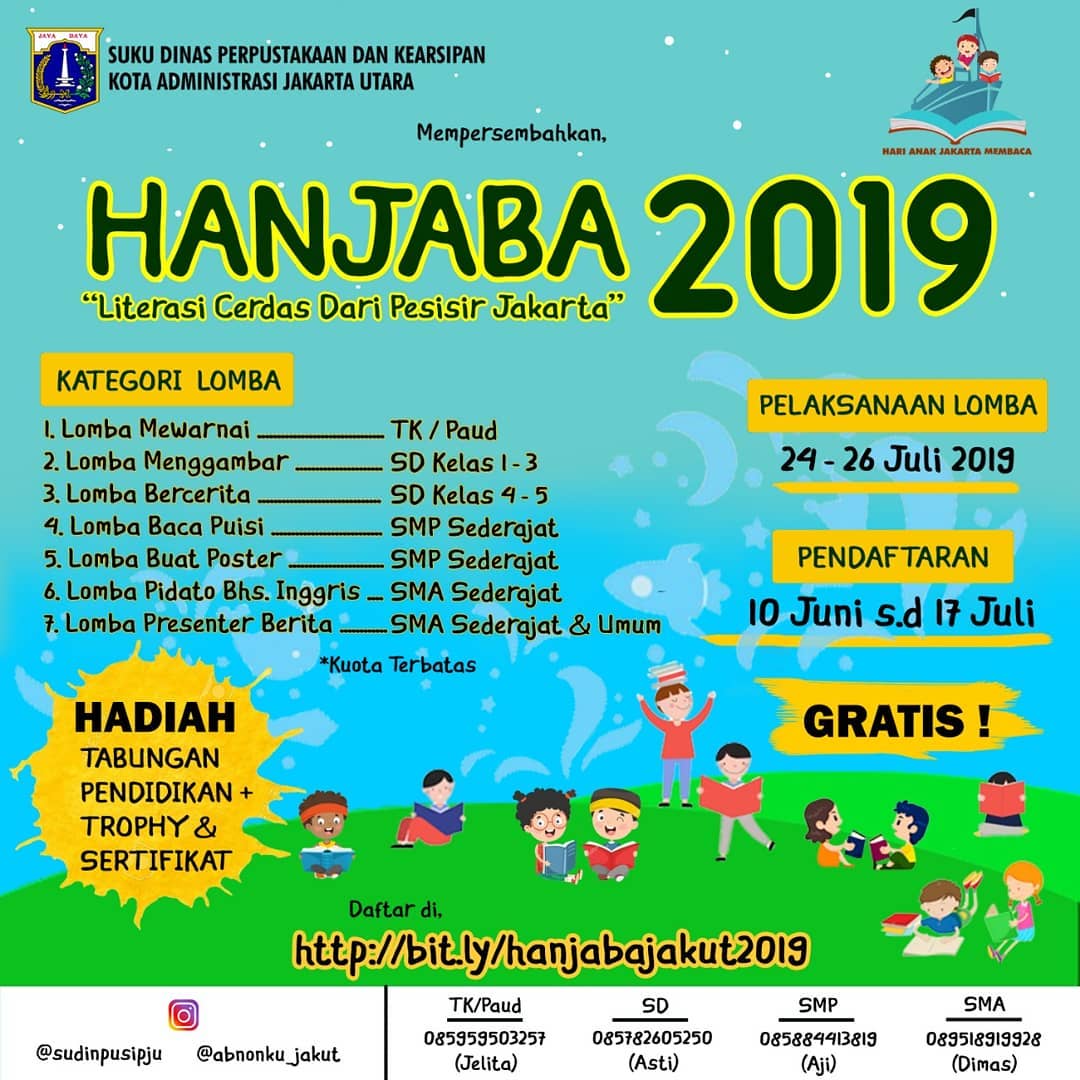 JAYA RAYA
SUKU DINAS PERPUSTAKAAN DAN KEARSIPAN
KOTA ADMINISTRASI JAKARTA UTARA
HARI ANAK JAKARTA MEMBACA
Mempersembahkan,
HANJABA 2019
“Literasi Cerdas Dari Pesisir Jakarta”
KATEGORI LOMBA
1. Lomba Mewarnai ........... TK / Paud
2. Lomba Menggambar ........... SD Kelas 1 - 3
3. Lomba Bercerita ........... SD Kelas 4 - 5
4. Lomba Baca Puisi ........... SMP Sederajat
5. Lomba Buat Poster ........... SMP Sederajat
6. Lomba Pidato Bhs. Inggris ... SMA Sederajat
7. Lomba Presenter Berita ........ SMA Sederajat & Umum
*Kuota Terbatas
PELAKSANAAN LOMBA
24 - 26 Juli 2019
PENDAFTARAN
10 Juni s.d 17 Juli
GRATIS !
HADIAH
TABUNGAN
PENDIDIKAN +
TROPHY &
SERTIFIKAT
Daftar di,
http://bit.ly/hanjabajakut2019
@sudinpusipju @abnonku_jakut
TK/Paud
085959503257
(Jelita)
SD
085782605250
(Asti)
SMP
085884413819
(Aji)
SMA
089518919928
(Dimas)